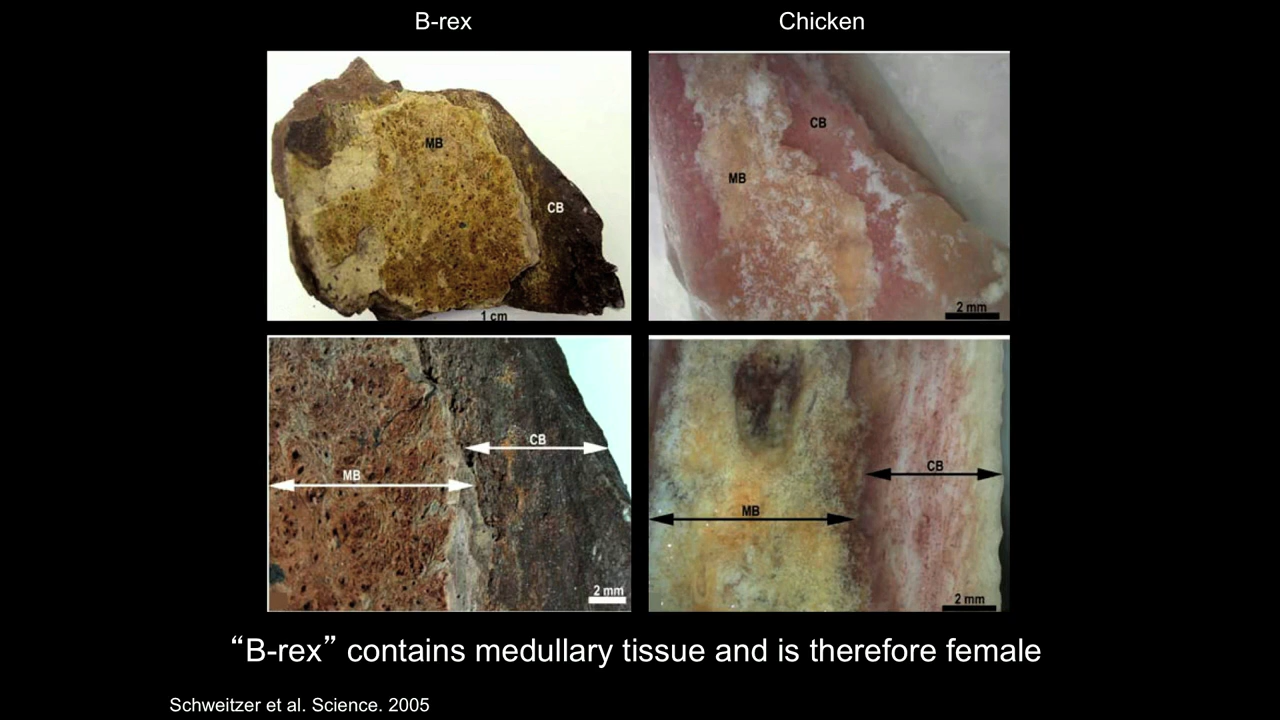 B-rex
Chicken
MB
CB
1 cm
CB
MB
2 mm
CB
MB
2 mm
CB
MB
2 mm
“B-rex” contains medullary tissue and is therefore female
Schweitzer et al. Science. 2005